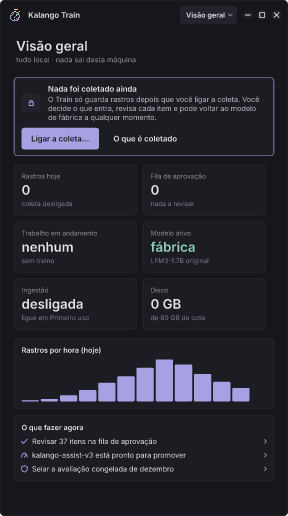 Kalango Train
Visão geral
Visão geral
tudo local · nada sai desta máquina
Nada foi coletado ainda
O Train só guarda rastros depois que você ligar a coleta. Você
decide o que entra, revisa cada item e pode voltar ao modelo
de fábrica a qualquer momento.
Ligar a coleta...
O que é coletado
Rastros hoje
0
coleta desligada
Fila de aprovação
0
nada a revisar
Trabalho em andamento
nenhum
sem treino
Modelo ativo
fábrica
LFM3-1.7B original
Ingestão
desligada
ligue em Primeiro uso
Disco
0 GB
de 60 GB de cota
Rastros por hora (hoje)
O que fazer agora
Revisar 37 itens na fila de aprovação
kalango-assist-v3 está pronto para promover
Selar a avaliação congelada de dezembro